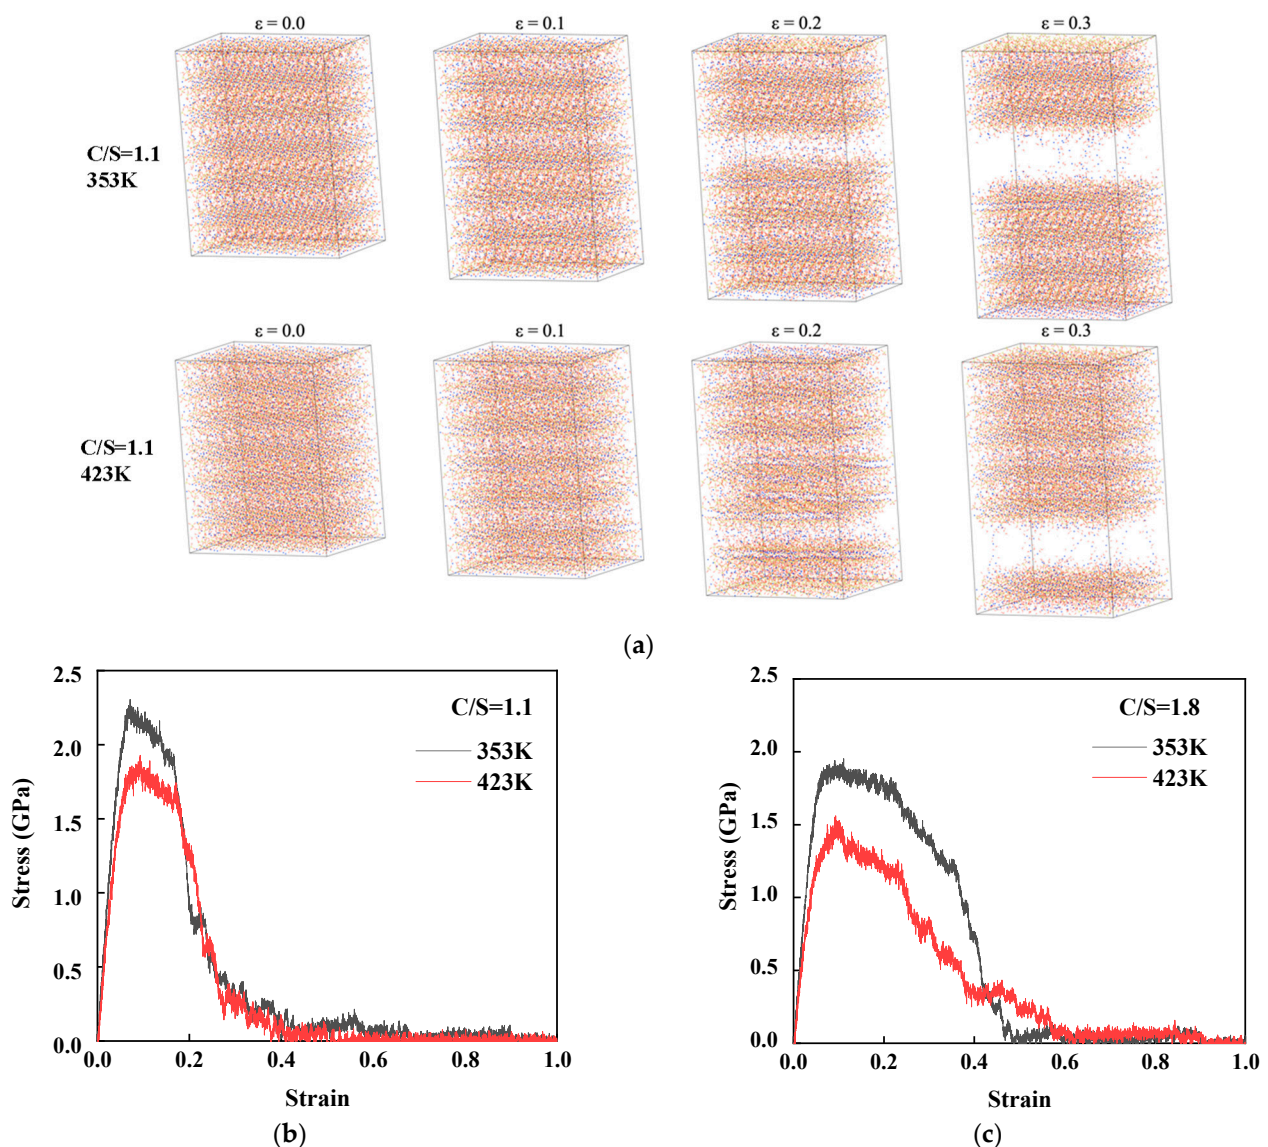 ε = 0.0 ε = 0.1 ε = 0.2 ε = 0.3
C/S=1.1
353K
ε = 0.0 ε = 0.1 ε = 0.2 ε = 0.3
C/S=1.1
423K
(a)
2.5
2.0
1.5
1.0
0.5
0.0
Stress (GPa)
C/S=1.1
353K
423K
0.0 0.2 0.4 0.6 0.8 1.0
Strain
(b)
2.5
2.0
1.5
1.0
0.5
0.0
Stress (GPa)
C/S=1.8
353K
423K
0.0 0.2 0.4 0.6 0.8 1.0
Strain
(c)